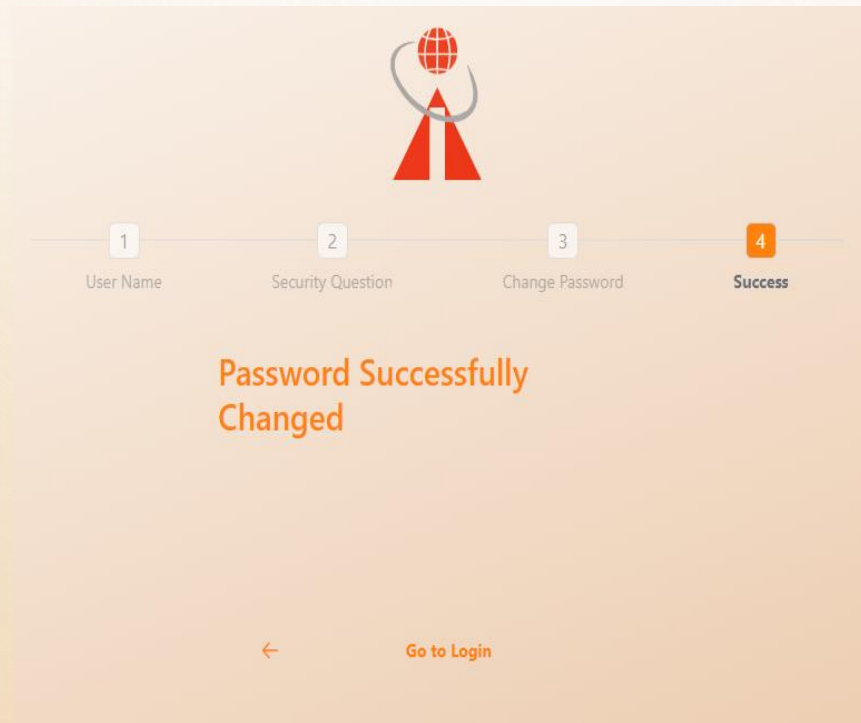 1 2 3 4
User Name Security Question Change Password Success
Password Successfully
Changed
← Go to Login